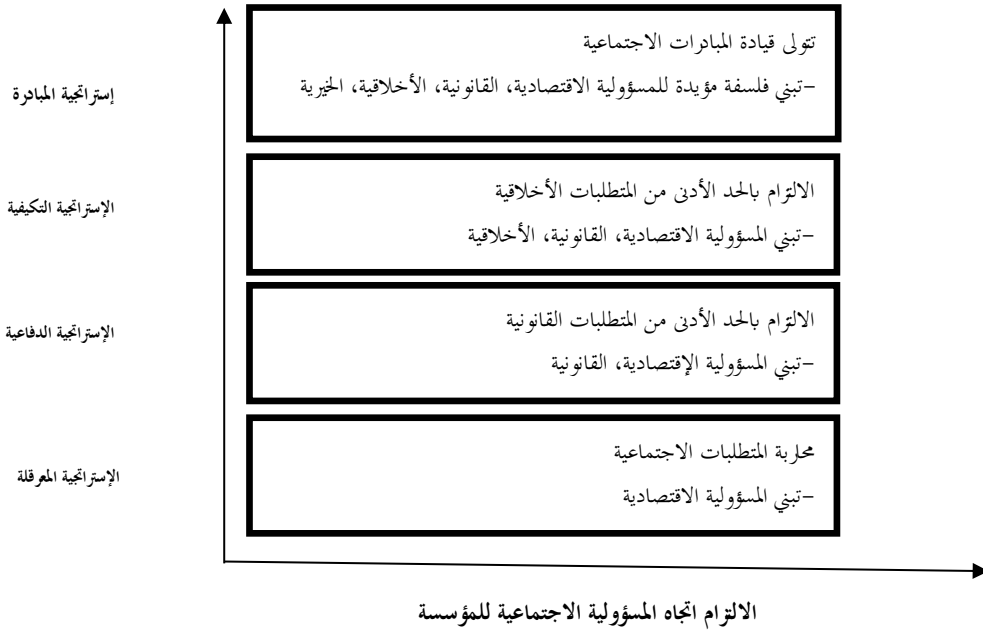 تتولى قيادة المبادرات الاجتماعية
-تبني فلسفة مؤيدة للمسؤولية الاقتصادية، القانونية، الأخلاقية، الخيرية
إستراتجية المبادرة
الالتزام بالحد الأدنى من المتطلبات الأخلاقية
-تبني المسؤولية الاقتصادية، القانونية، الأخلاقية
الإستراتجية التكيفية
الالتزام بالحد الأدنى من المتطلبات القانونية
-تبني المسؤولية الإقتصادية، القانونية
الإستراتجية الدفاعية
محاربة المتطلبات الاجتماعية
-تبني المسؤولية الاقتصادية
الإستراتجية المعرقلة
الالتزام اتجاه المسؤولية الاجتماعية للمؤسسة